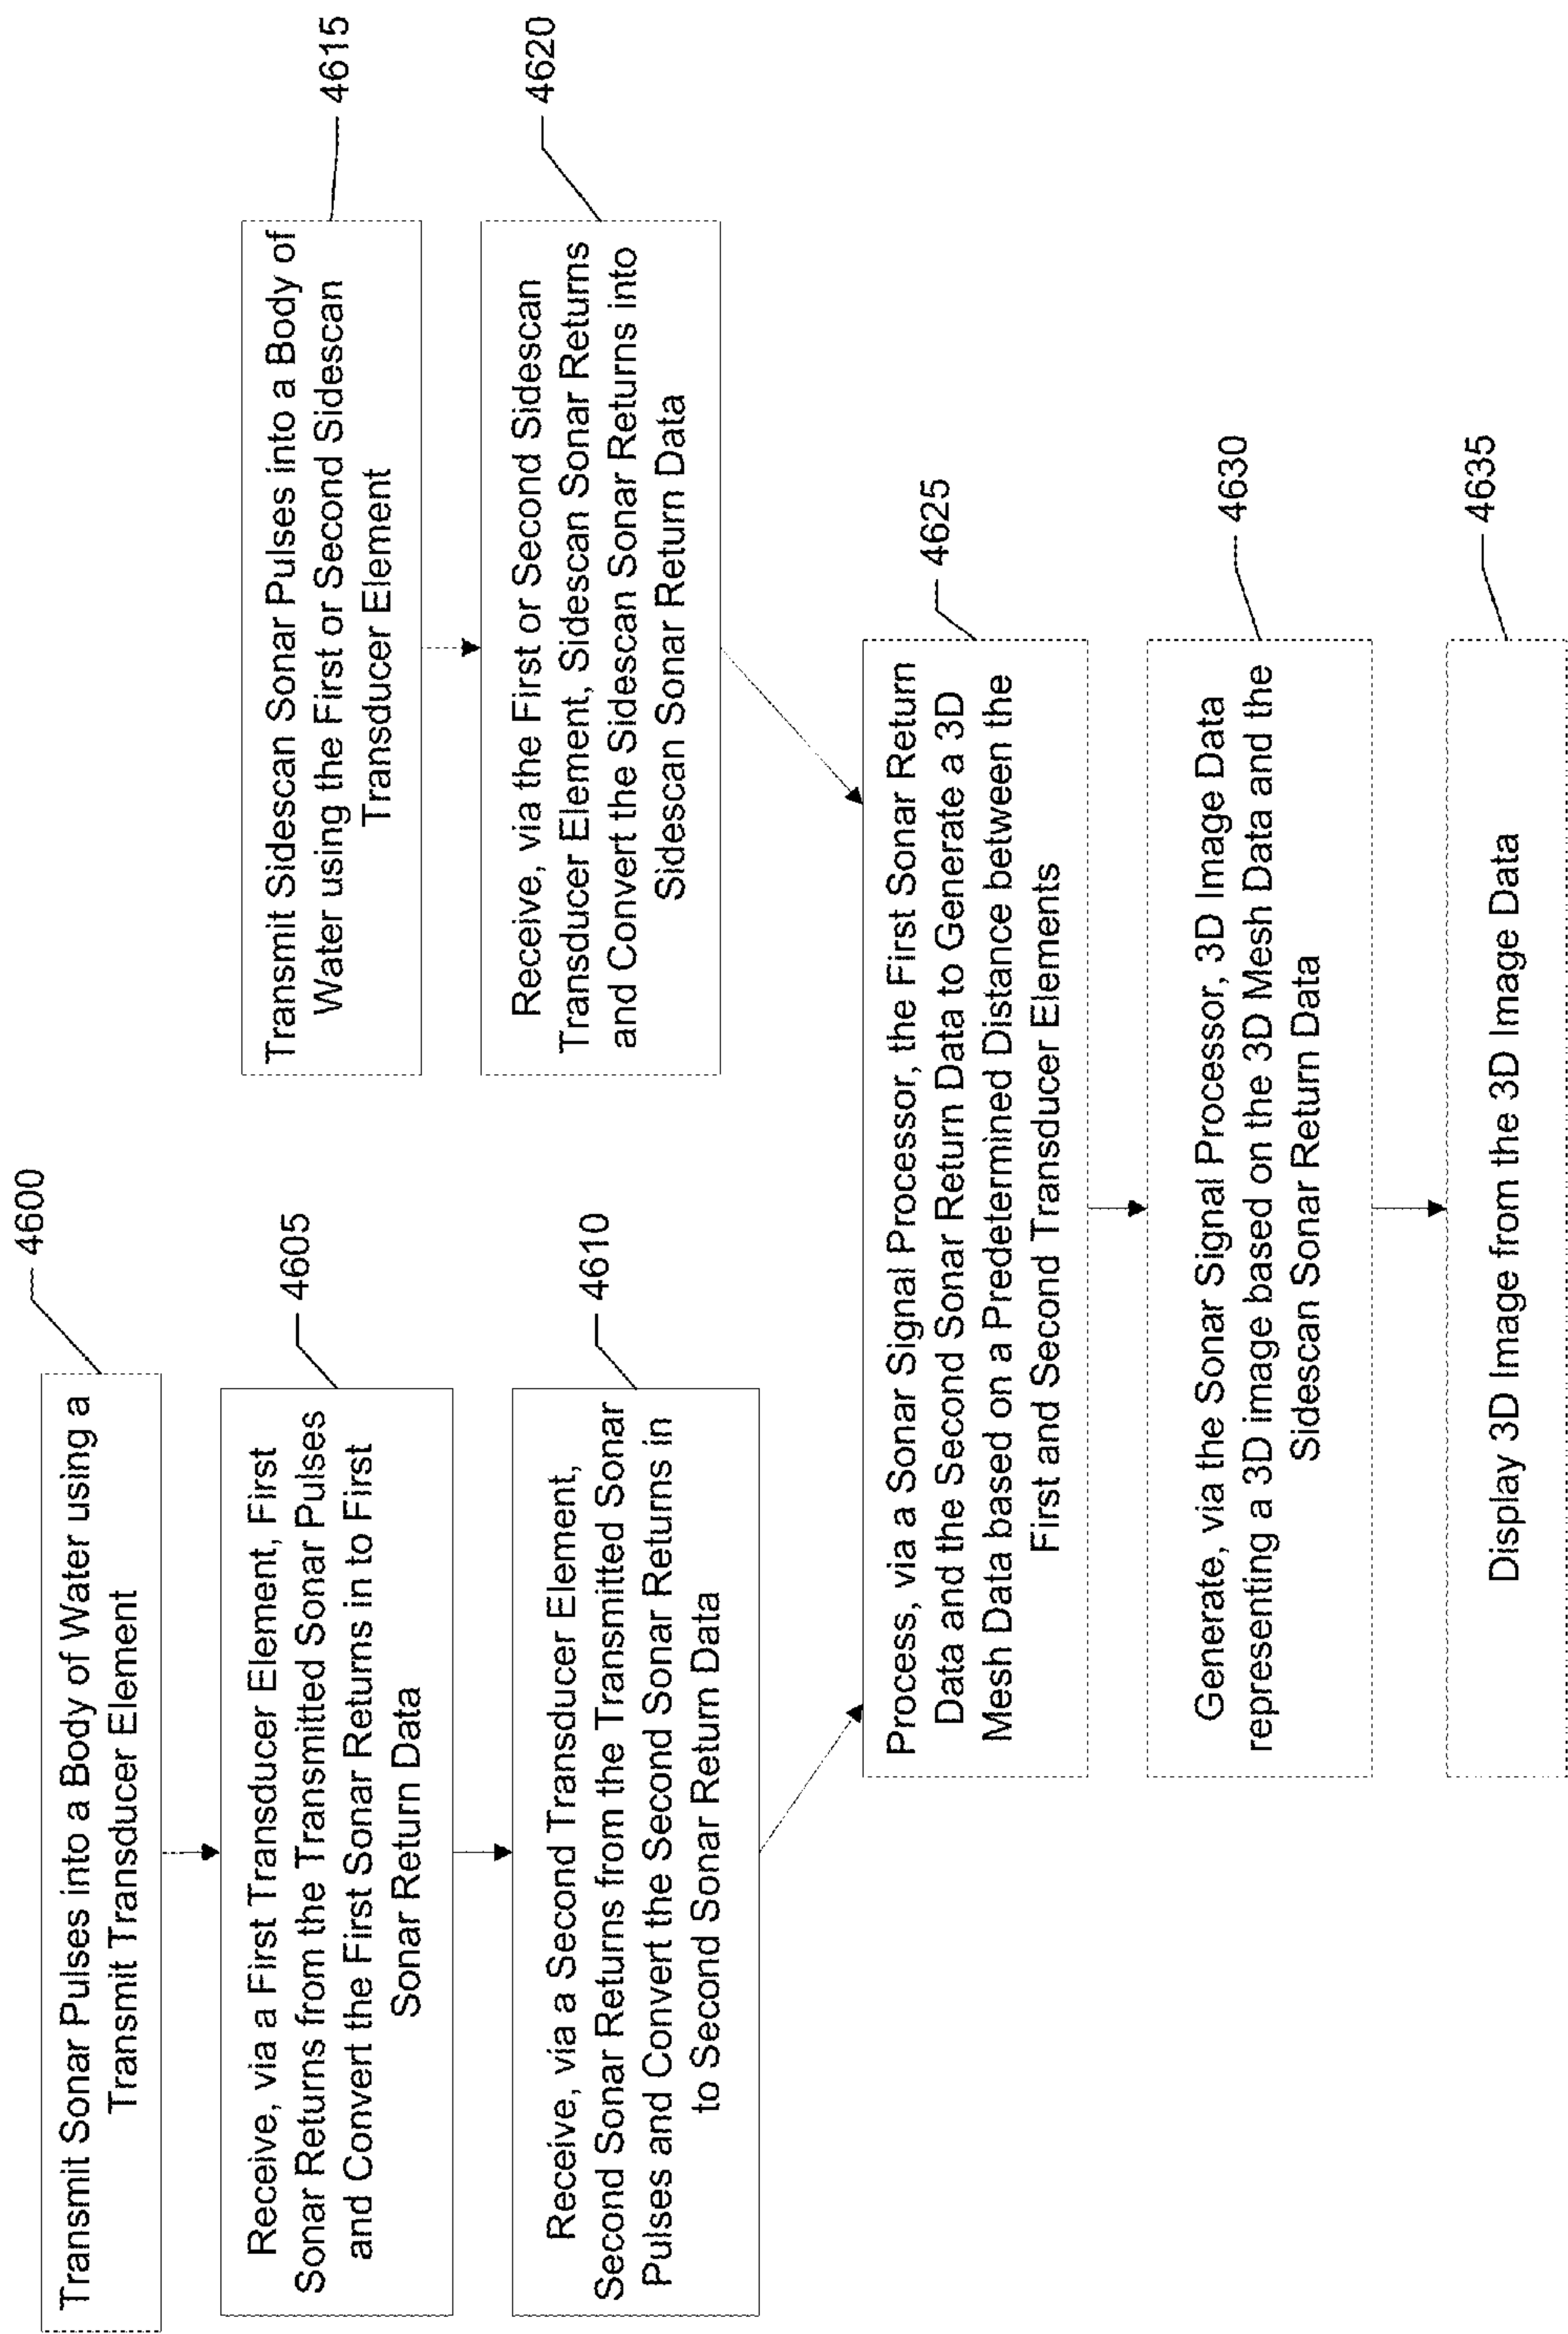 4600
Transmit Sonar Pulses into a Body of Water using a
Transmit Transducer Element
4605
Receive, via a First Transducer Element, First
Sonar Returns from the Transmitted Sonar Pulses
and Convert the First Sonar Returns in to First
Sonar Return Data
4610
Receive, via a Second Transducer Element,
Second Sonar Returns from the Transmitted Sonar
Pulses and Convert the Second Sonar Returns in
to Second Sonar Return Data
4615
Transmit Sidescan Sonar Pulses into a Body of
Water using the First or Second Sidescan
Transducer Element
4620
Receive, via the First or Second Sidescan
Transducer Element, Sidescan Sonar Returns
and Convert the Sidescan Sonar Returns into
Sidescan Sonar Return Data
4625
Process, via a Sonar Signal Processor, the First Sonar Return
Data and the Second Sonar Return Data to Generate a 3D
Mesh Data based on a Predetermined Distance between the
First and Second Transducer Elements
4630
Generate, via the Sonar Signal Processor, 3D Image Data
representing a 3D image based on the 3D Mesh Data and the
Sidescan Sonar Return Data
4635
Display 3D Image from the 3D Image Data